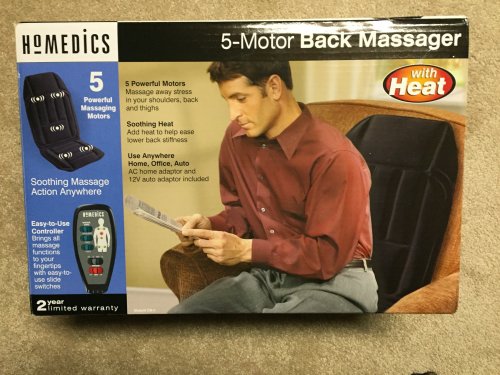 HoMEDICS
5-Motor Back Massager
with
Heat
5
Powerful
Massaging
Motors
5 Powerful Motors
Massage away stress
in your shoulders, back
and thighs
Soothing Heat
Add heat to help ease
lower back stiffness
Use Anywhere
Home, Office, Auto
AC home adaptor and
12V auto adaptor included
Soothing Massage
Action Anywhere
Easy-to-Use
Controller
Brings all
massage
functions to
your
fingertips
with easy-to-
use slide
switches
HoMEDICS
2 year
limited warranty